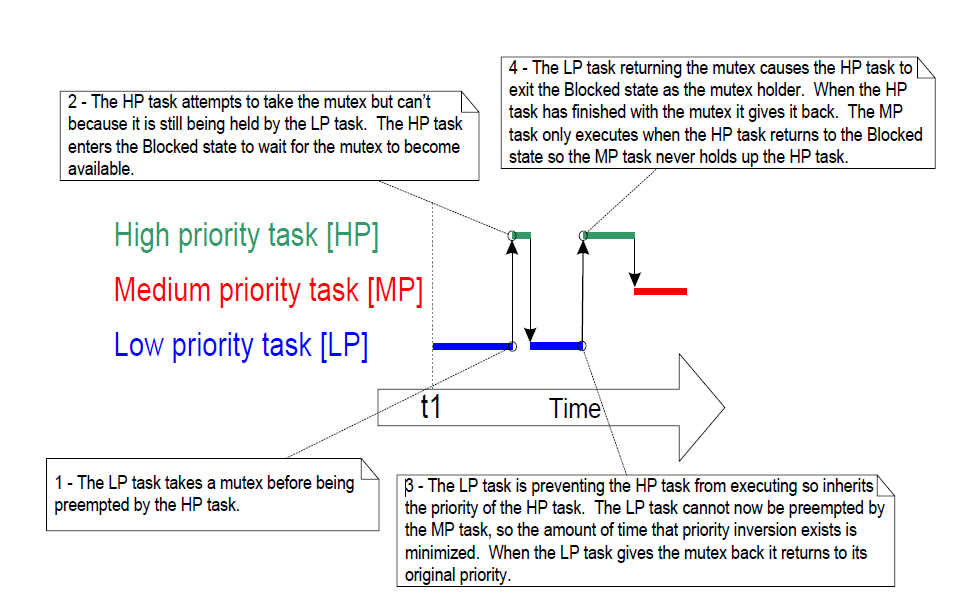 4 - The LP task returning the mutex causes the HP task to
exit the Blocked state as the mutex holder.  When the HP
task has finished with the mutex it gives it back.  The MP
task only executes when the HP task returns to the Blocked
state so the MP task never holds up the HP task.
2 - The HP task attempts to take the mutex but can't
because it is still being held by the LP task.  The HP task
enters the Blocked state to wait for the mutex to become
available.
High priority task [HP]
Medium priority task [MP]
Low priority task [LP]
t1 Time
1 - The LP task takes a mutex before being
preempted by the HP task.
3 - The LP task is preventing the HP task from executing so inherits
the priority of the HP task.  The LP task cannot now be preempted by
the MP task, so the amount of time that priority inversion exists is
minimized.  When the LP task gives the mutex back it returns to its
original priority.